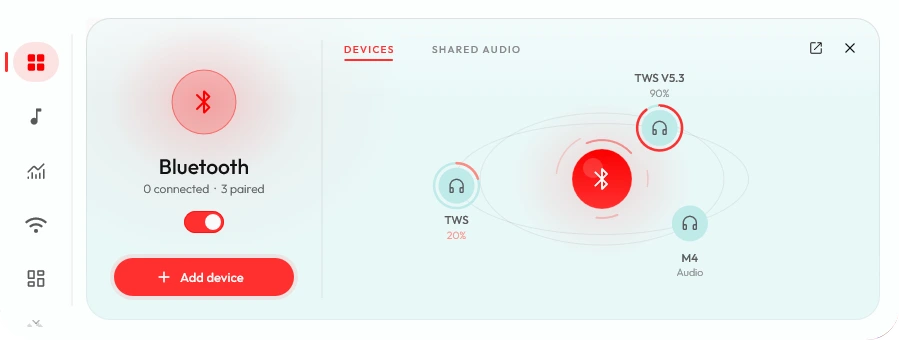 DEVICES
SHARED AUDIO
Bluetooth
0 connected · 3 paired
Add device
TWS V5.3
90%
TWS
20%
M4
Audio